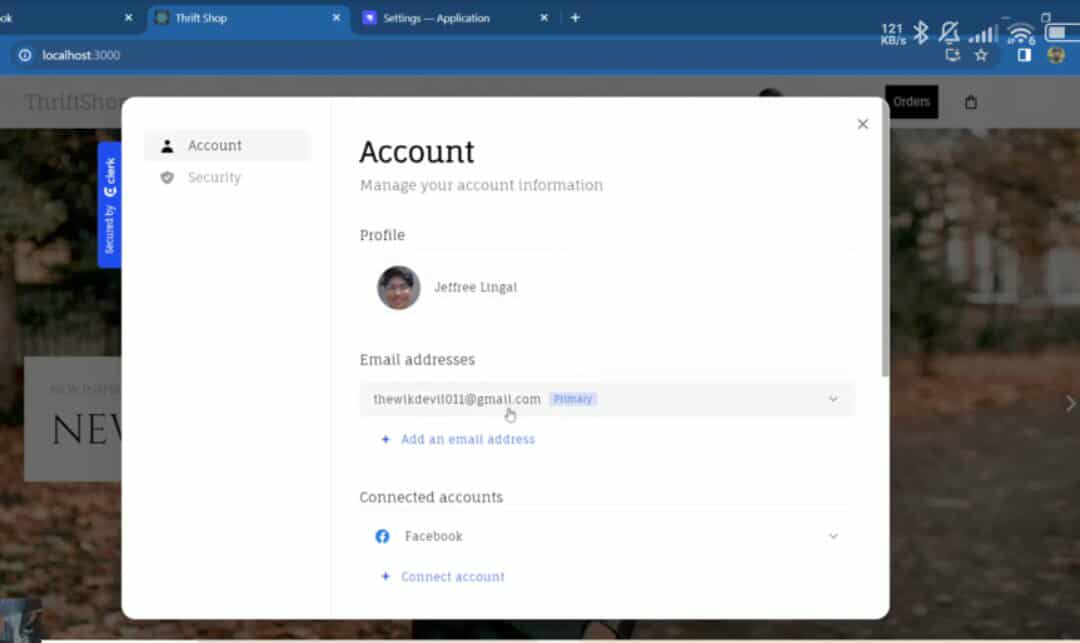 ok
Thrift Shop
Settings — Application
121
KB/s
6
localhost:3000
ThriftShop
Orders
Account
Security
Secured by clerk
Account
Manage your account information
Profile
Jeffree Lingal
Email addresses
thewikdevil011@gmail.com Primary
+ Add an email address
NEW
Connected accounts
Facebook
+ Connect account